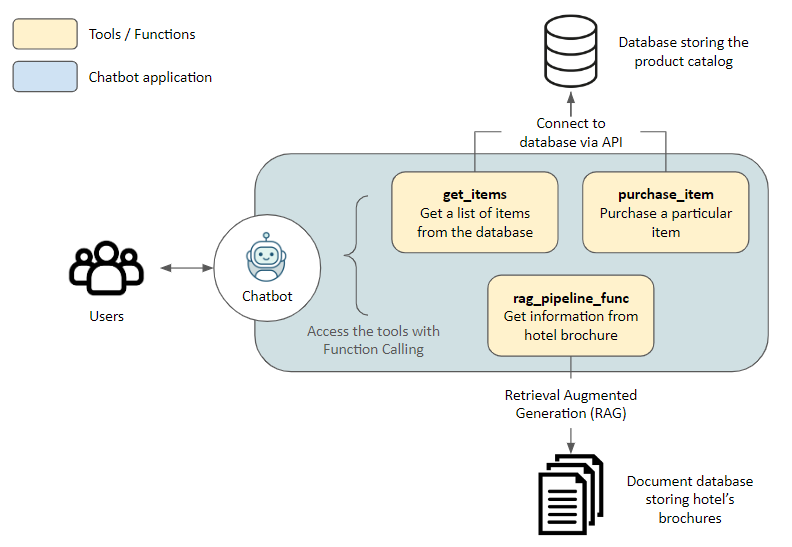 Tools / Functions
Chatbot application
Database storing the
product catalog
Connect to
database via API
get_items
Get a list of items
from the database
purchase_item
Purchase a particular
item
Users
Chatbot
rag_pipeline_func
Get information from
hotel brochure
Access the tools with
Function Calling
Retrieval Augmented
Generation (RAG)
Document database
storing hotel's
brochures